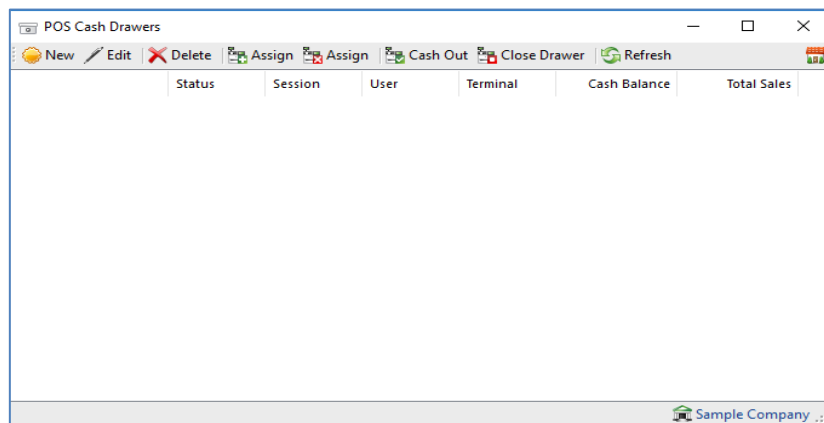 POS Cash Drawers
New Edit Delete Assign Assign Cash Out Close Drawer Refresh
Status Session User Terminal Cash Balance Total Sales
Sample Company